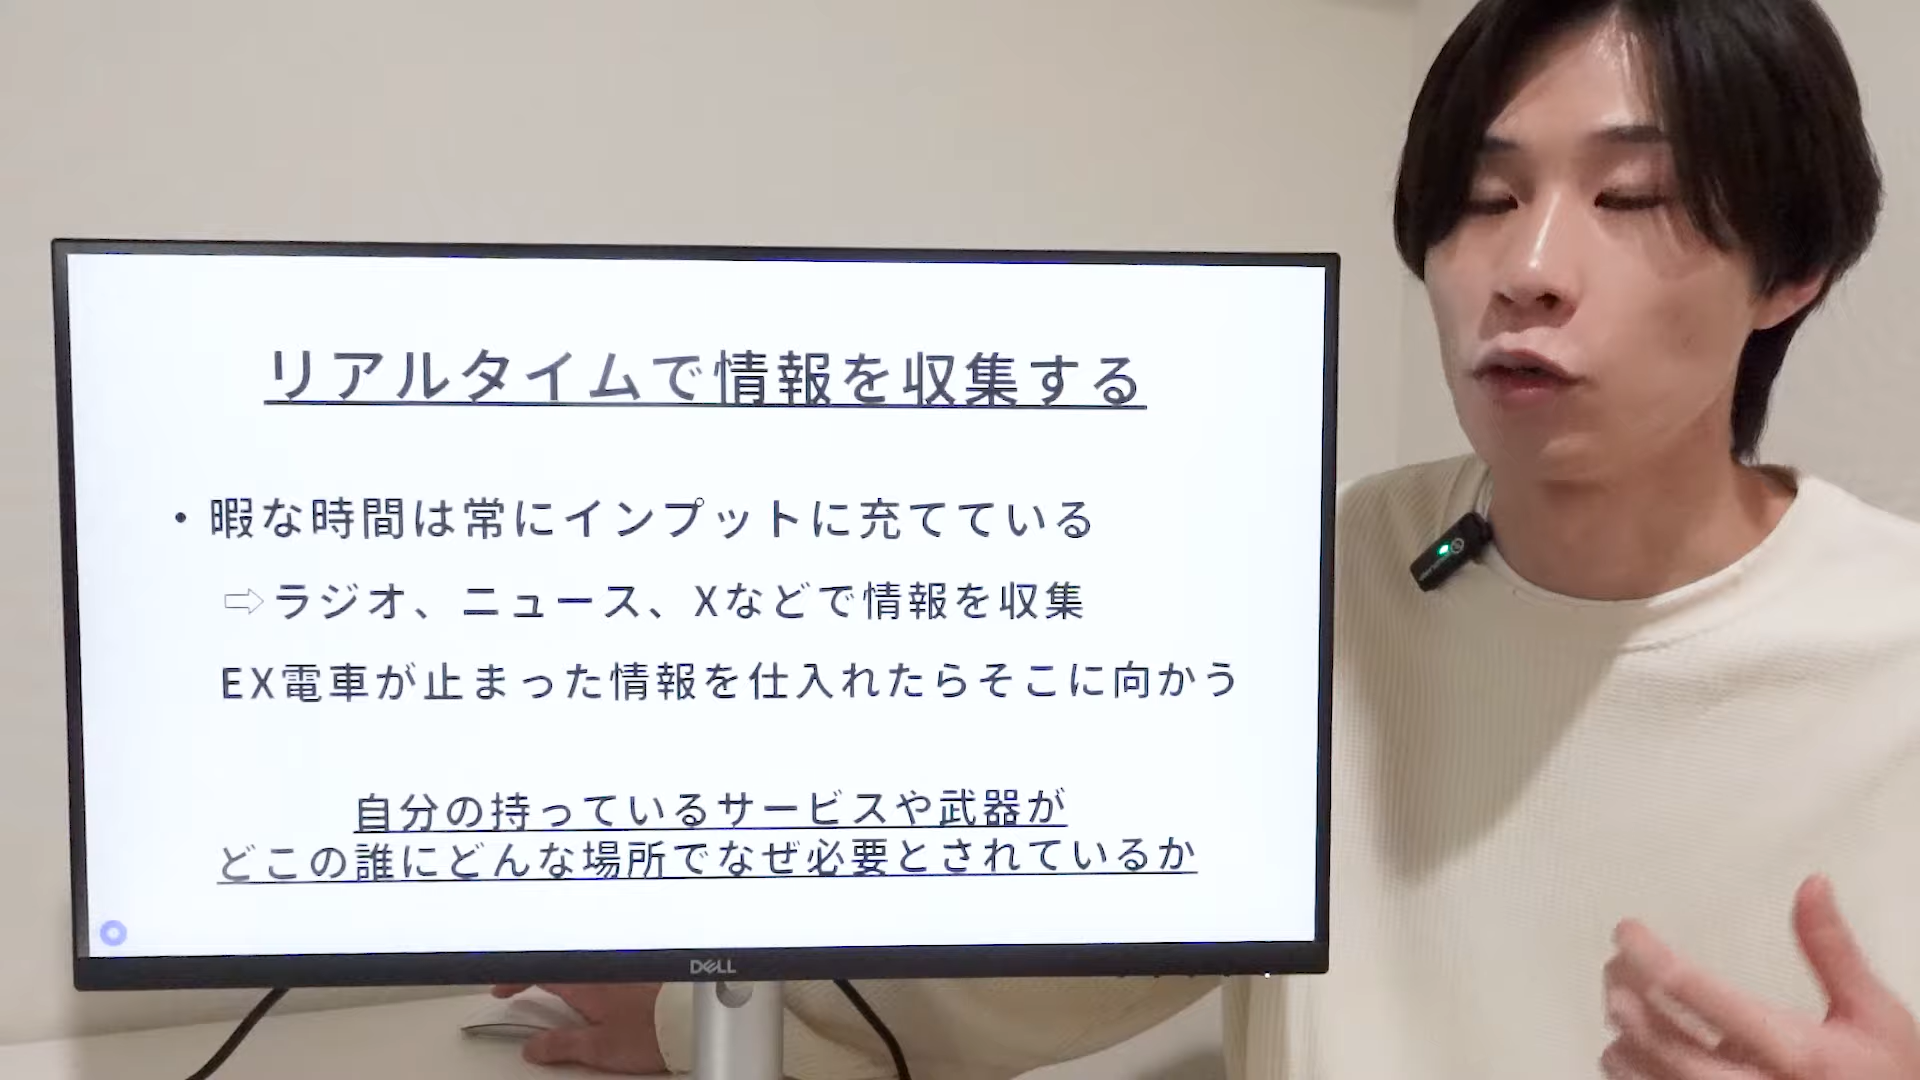 リアルタイムで情報を収集する
・暇な時間は常にインプットに充てている
⇨ラジオ、ニュース、Xなどで情報を収集
EX電車が止まった情報を仕入れたらそこに向かう
自分の持っているサービスや武器が
どこの誰にどんな場所でなぜ必要とされているか
DELL